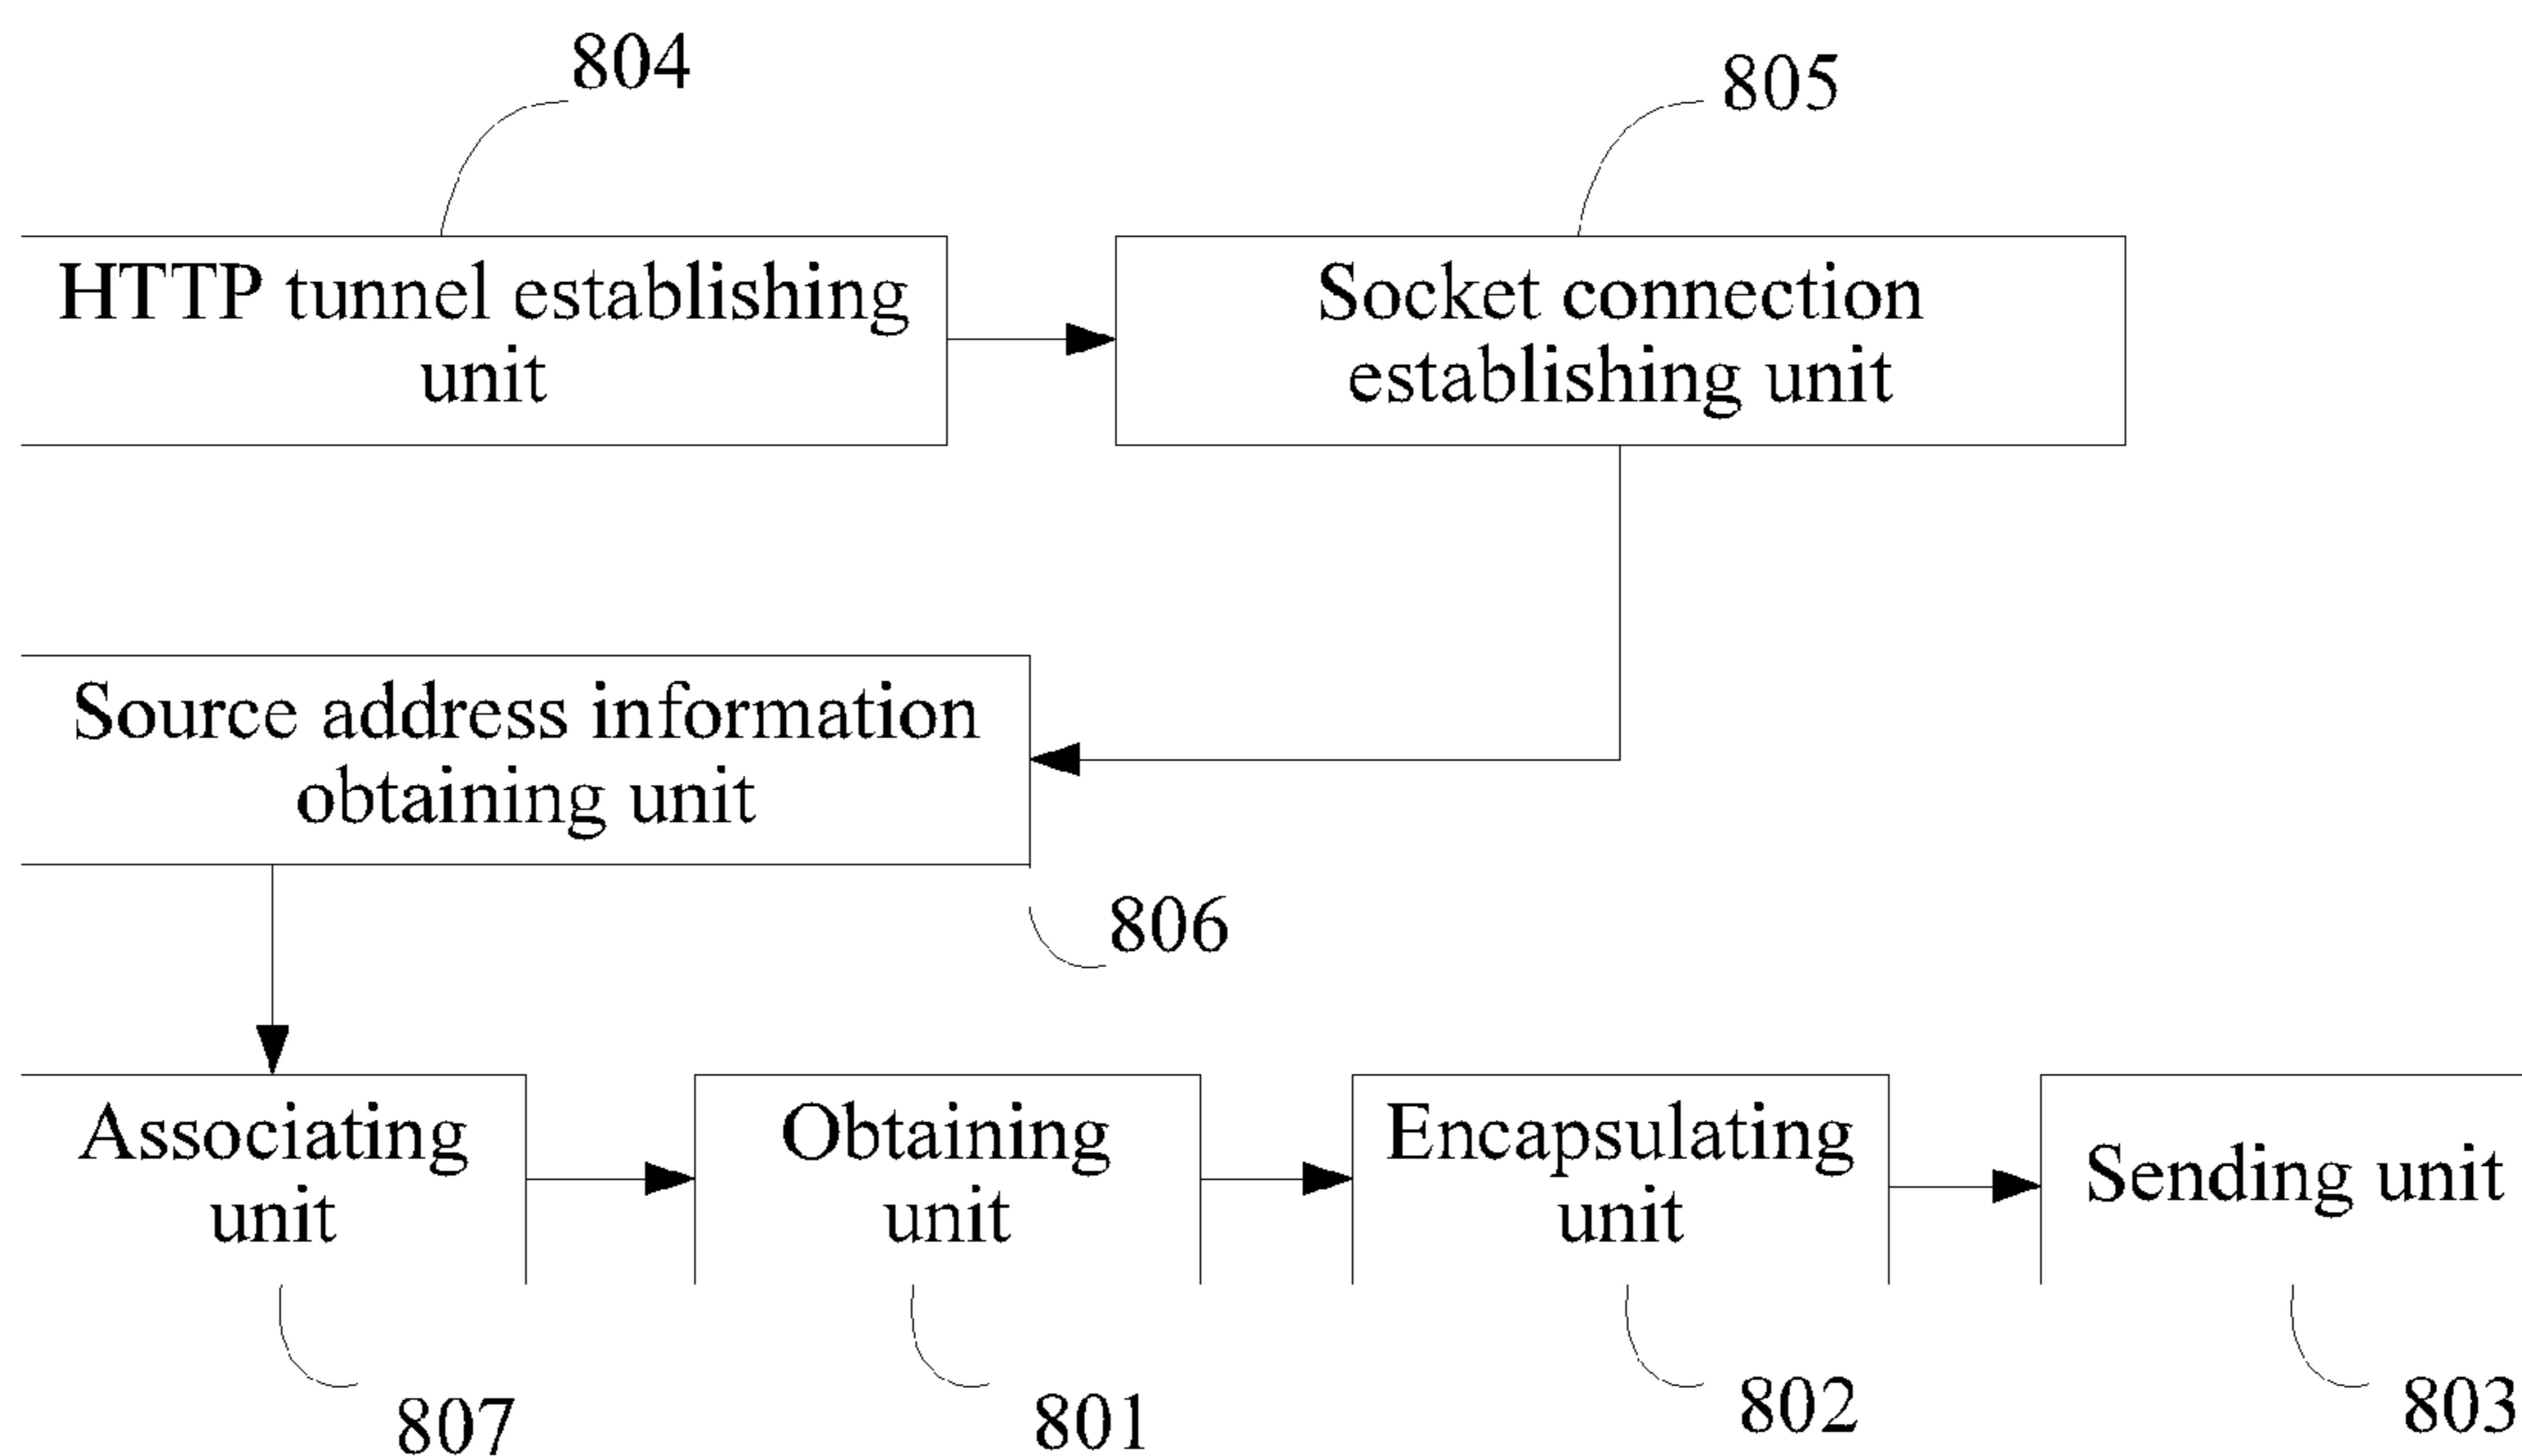 804
805
HTTP tunnel establishing
unit
Socket connection
establishing unit
Source address information
obtaining unit
806
Associating
unit
Obtaining
unit
Encapsulating
unit
Sending unit
807
801
802
803